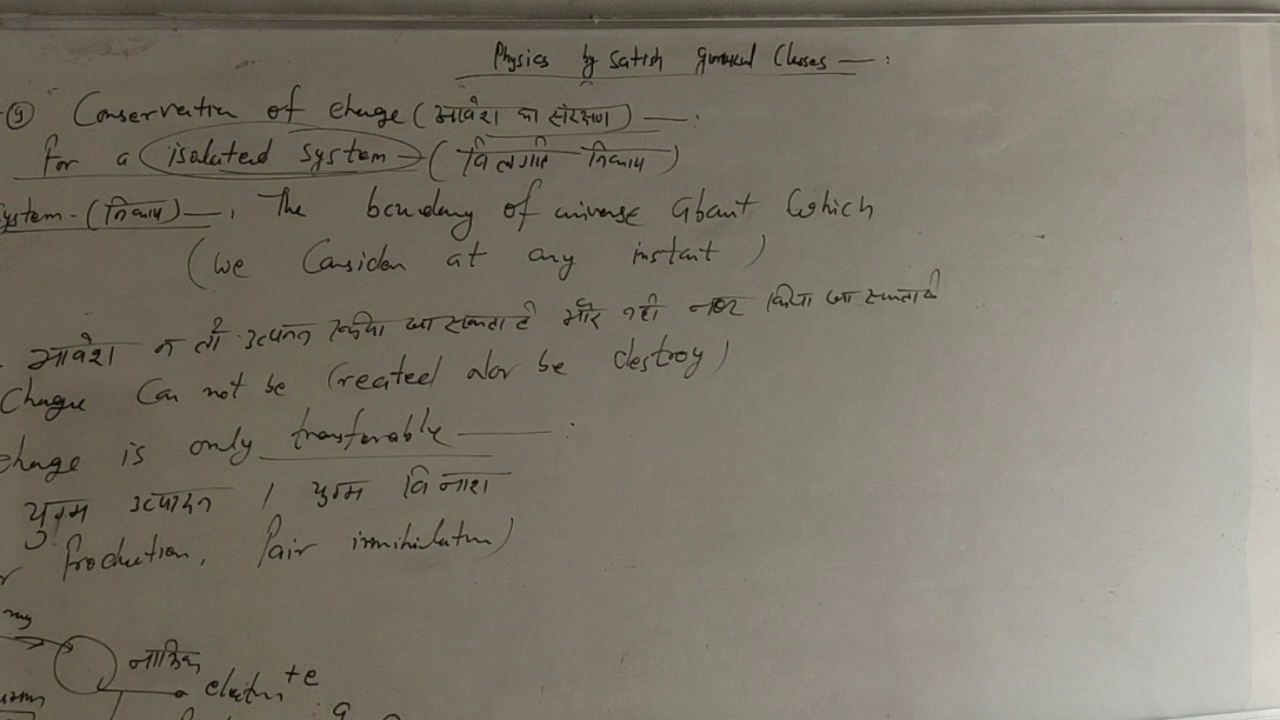 Physics by Satish gurukul Classes — :
⑨ Conservation of charge (आवेश का संरक्षण) — :
For a isolated system - (विलगति निकाय)
System - (निकाय) — , The boundary of universe about which
(we Consider at any instant)
आवेश न तो उत्पन्न किया जा सकता है और नही नष्ट किया जा सकता है
Charge Can not be Created Nor be destroy)
Charge is only transferable — :
युग्म उत्पादन / युग्म विनाश
Production, Pair
नाभिक
electron +e